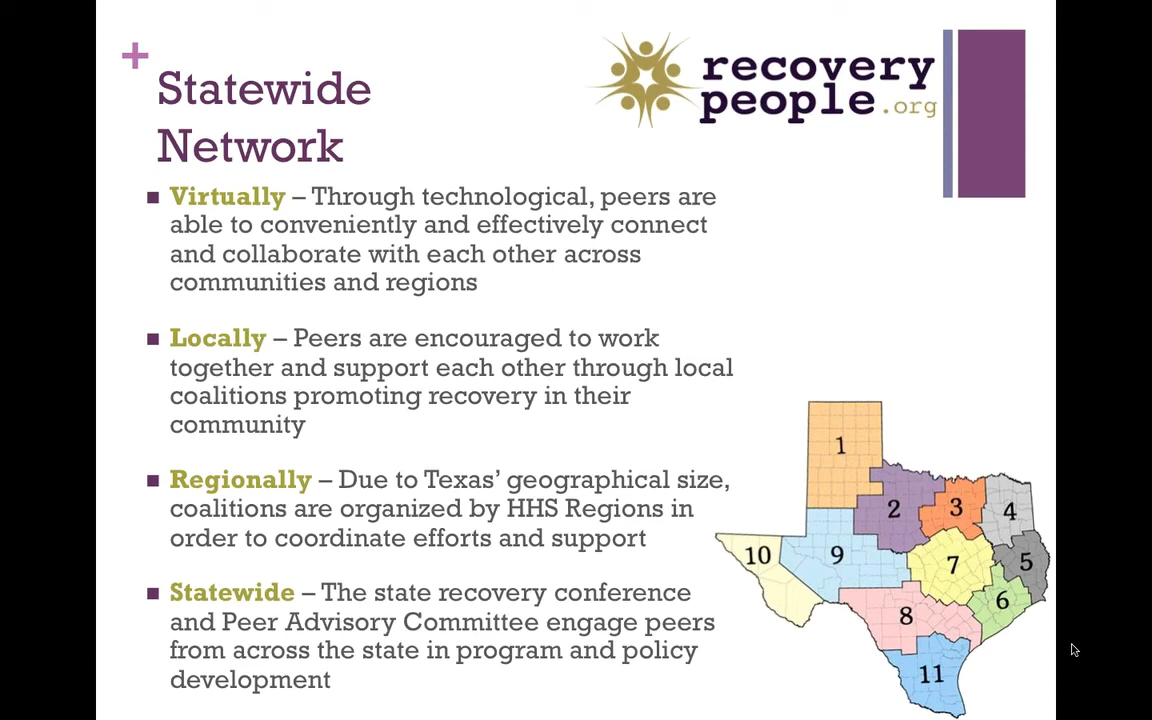 +
Statewide
Network
recovery
people.org
■ Virtually – Through technological, peers are
able to conveniently and effectively connect
and collaborate with each other across
communities and regions
■ Locally – Peers are encouraged to work
together and support each other through local
coalitions promoting recovery in their
community
■ Regionally – Due to Texas’ geographical size,
coalitions are organized by HHS Regions in
order to coordinate efforts and support
■ Statewide – The state recovery conference
and Peer Advisory Committee engage peers
from across the state in program and policy
development
1
2
3
4
10
9
7
5
6
8
11